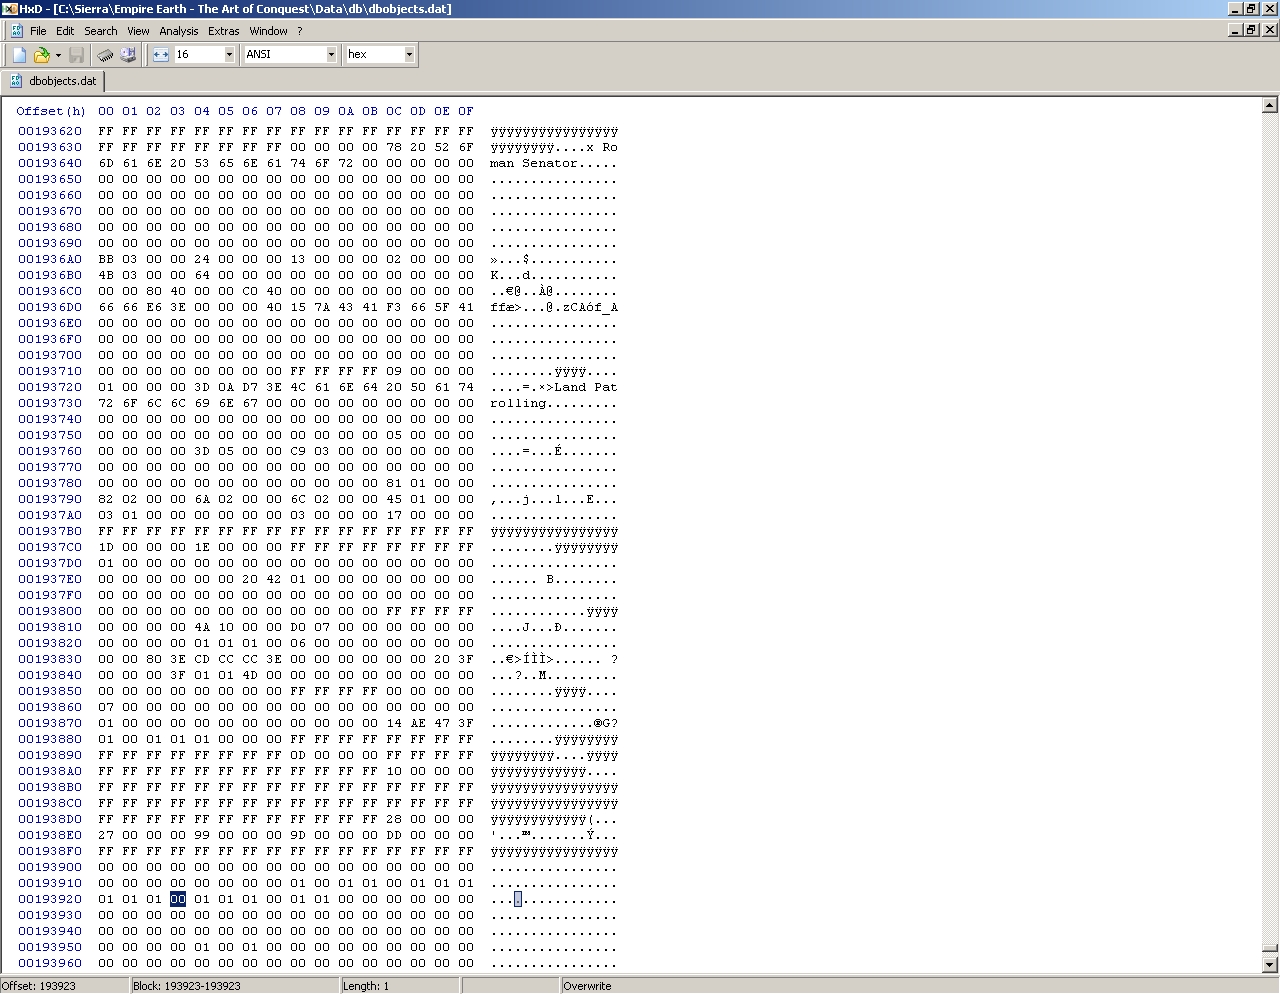 HxD - [C:\Sierra\Empire Earth - The Art of Conquest\Data\db\dbobjects.dat]
File Edit Search View Analysis Extras Window ?
16 ANSI hex
dbobjects.dat
Offset(h) 00 01 02 03 04 05 06 07 08 09 0A 0B 0C 0D 0E 0F
00193620 FF FF FF FF FF FF FF FF FF FF FF FF FF FF FF FF ÿÿÿÿÿÿÿÿÿÿÿÿÿÿÿÿ
00193630 FF FF FF FF FF FF FF FF 00 00 00 00 78 20 52 6F ÿÿÿÿÿÿÿÿ....x Ro
00193640 6D 61 6E 20 53 65 6E 61 74 6F 72 00 00 00 00 00 man Senator.....
00193650 00 00 00 00 00 00 00 00 00 00 00 00 00 00 00 00 ................
00193660 00 00 00 00 00 00 00 00 00 00 00 00 00 00 00 00 ................
00193670 00 00 00 00 00 00 00 00 00 00 00 00 00 00 00 00 ................
00193680 00 00 00 00 00 00 00 00 00 00 00 00 00 00 00 00 ................
00193690 00 00 00 00 00 00 00 00 00 00 00 00 00 00 00 00 ................
001936A0 BB 03 00 00 24 00 00 00 13 00 00 00 02 00 00 00 »...$...........
001936B0 4B 03 00 00 64 00 00 00 00 00 00 00 00 00 00 00 K...d...........
001936C0 00 00 80 40 00 00 C0 40 00 00 00 00 00 00 00 00 ..€@..À@........
001936D0 66 66 E6 3E 00 00 00 40 15 7A 43 41 F3 66 5F 41 ffæ>...@.zCAóf_A
001936E0 00 00 00 00 00 00 00 00 00 00 00 00 00 00 00 00 ................
001936F0 00 00 00 00 00 00 00 00 00 00 00 00 00 00 00 00 ................
00193700 00 00 00 00 00 00 00 00 00 00 00 00 00 00 00 00 ................
00193710 00 00 00 00 00 00 00 00 FF FF FF FF 09 00 00 00 ........ÿÿÿÿ....
00193720 01 00 00 00 3D 0A D7 3E 4C 61 6E 64 20 50 61 74 ....=.×>Land Pat
00193730 72 6F 6C 6C 69 6E 67 00 00 00 00 00 00 00 00 00 rolling.........
00193740 00 00 00 00 00 00 00 00 00 00 00 00 00 00 00 00 ................
00193750 00 00 00 00 00 00 00 00 00 00 00 00 05 00 00 00 ................
00193760 00 00 00 00 3D 05 00 00 C9 03 00 00 00 00 00 00 ....=...É.......
00193770 00 00 00 00 00 00 00 00 00 00 00 00 00 00 00 00 ................
00193780 00 00 00 00 00 00 00 00 00 00 00 00 81 01 00 00 ................
00193790 82 02 00 00 6A 02 00 00 6C 02 00 00 45 01 00 00 ‚...j...l...E...
001937A0 03 01 00 00 00 00 00 00 03 00 00 00 17 00 00 00 ................
001937B0 FF FF FF FF FF FF FF FF FF FF FF FF FF FF FF FF ÿÿÿÿÿÿÿÿÿÿÿÿÿÿÿÿ
001937C0 1D 00 00 00 1E 00 00 00 FF FF FF FF FF FF FF FF ........ÿÿÿÿÿÿÿÿ
001937D0 01 00 00 00 00 00 00 00 00 00 00 00 00 00 00 00 ................
001937E0 00 00 00 00 00 00 20 42 01 00 00 00 00 00 00 00 ...... B........
001937F0 00 00 00 00 00 00 00 00 00 00 00 00 00 00 00 00 ................
00193800 00 00 00 00 00 00 00 00 00 00 00 00 FF FF FF FF ............ÿÿÿÿ
00193810 00 00 00 00 4A 10 00 00 D0 07 00 00 00 00 00 00 ....J...Ð.......
00193820 00 00 00 00 01 01 01 00 06 00 00 00 00 00 00 00 ................
00193830 00 00 80 3E CD CC CC 3E 00 00 00 00 00 00 20 3F ..€>ÍÌÌ>...... ?
00193840 00 00 00 3F 01 01 4D 00 00 00 00 00 00 00 00 00 ...?..M.........
00193850 00 00 00 00 00 00 00 00 FF FF FF FF 00 00 00 00 ........ÿÿÿÿ....
00193860 07 00 00 00 00 00 00 00 00 00 00 00 00 00 00 00 ................
00193870 01 00 00 00 00 00 00 00 00 00 00 00 14 AE 47 3F .............®G?
00193880 01 00 01 01 01 00 00 00 FF FF FF FF FF FF FF FF ........ÿÿÿÿÿÿÿÿ
00193890 FF FF FF FF FF FF FF FF 0D 00 00 00 FF FF FF FF ÿÿÿÿÿÿÿÿ....ÿÿÿÿ
001938A0 FF FF FF FF FF FF FF FF FF FF FF FF 10 00 00 00 ÿÿÿÿÿÿÿÿÿÿÿÿ....
001938B0 FF FF FF FF FF FF FF FF FF FF FF FF FF FF FF FF ÿÿÿÿÿÿÿÿÿÿÿÿÿÿÿÿ
001938C0 FF FF FF FF FF FF FF FF FF FF FF FF FF FF FF FF ÿÿÿÿÿÿÿÿÿÿÿÿÿÿÿÿ
001938D0 FF FF FF FF FF FF FF FF FF FF FF FF 28 00 00 00 ÿÿÿÿÿÿÿÿÿÿÿÿ(...
001938E0 27 00 00 00 99 00 00 00 9D 00 00 00 DD 00 00 00 '...™.......Ý...
001938F0 FF FF FF FF FF FF FF FF FF FF FF FF FF FF FF FF ÿÿÿÿÿÿÿÿÿÿÿÿÿÿÿÿ
00193900 00 00 00 00 00 00 00 00 00 00 00 00 00 00 00 00 ................
00193910 00 00 00 00 00 00 00 00 01 00 01 01 00 01 01 01 ................
00193920 01 01 01 00 01 01 01 00 01 01 00 00 00 00 00 00 ................
00193930 00 00 00 00 00 00 00 00 00 00 00 00 00 00 00 00 ................
00193940 00 00 00 00 00 00 00 00 00 00 00 00 00 00 00 00 ................
00193950 00 00 00 00 01 00 01 00 00 00 00 00 00 00 00 00 ................
00193960 00 00 00 00 00 00 00 00 00 00 00 00 00 00 00 00 ................
Offset: 193923 Block: 193923-193923 Length: 1 Overwrite